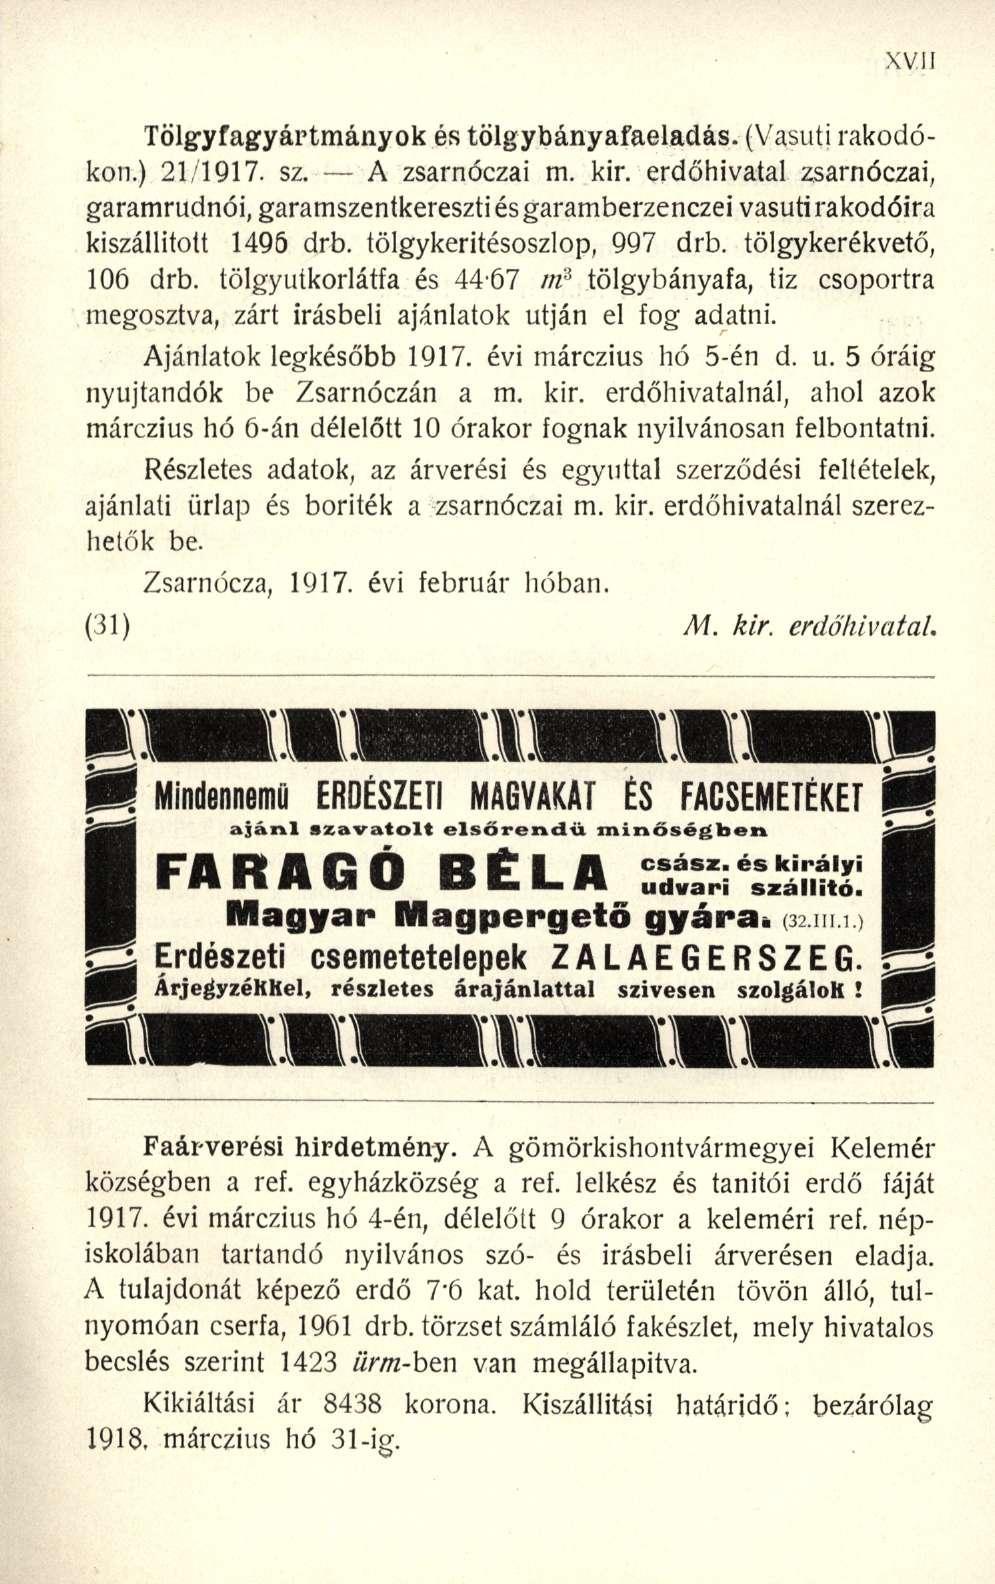 XVII
Tölgyfagyártmányok és tölgybányafaeladás. (Vasuti rakodó-
kon.) 21/1917. sz. — A zsarnóczai m. kir. erdőhivatal zsarnóczai,
garamrudnói, garamszentkereszti és garamberzenczei vasuti rakodóira
kiszállitott 1495 drb. tölgykeritésoszlop, 997 drb. tölgykerékvető,
106 drb. tölgyutkorlátfa és 44·67 m³ tölgybányafa, tiz csoportra
megosztva, zárt irásbeli ajánlatok utján el fog adatni.
Ajánlatok legkésőbb 1917. évi márczius hó 5-én d. u. 5 óráig
nyujtandók be Zsarnóczán a m. kir. erdőhivatalnál, ahol azok
márczius hó 6-án délelőtt 10 órakor fognak nyilvánosan felbontatni.
Részletes adatok, az árverési és egyuttal szerződési feltételek,
ajánlati ürlap és boriték a zsarnóczai m. kir. erdőhivatalnál szerez-
hetők be.
Zsarnócza, 1917. évi február hóban.
(31) M. kir. erdőhivatal.
Mindennemü ERDÉSZETI MAGVAKAT ÉS FACSEMETÉKET
ajánl szavatolt elsőrendü minőségben
FARAGÓ BÉLA csász. és királyi
udvari szállitó.
Magyar Magpergető gyára. (32.III.1.)
Erdészeti csemetetelepek ZALAEGERSZEG.
Árjegyzékkel, részletes árajánlattal szivesen szolgálok !
Faárverési hirdetmény. A gömörkishontvármegyei Kelemér
községben a ref. egyházközség a ref. lelkész és tanitói erdő fáját
1917. évi márczius hó 4-én, délelőtt 9 órakor a keleméri ref. nép-
iskolában tartandó nyilvános szó- és irásbeli árverésen eladja.
A tulajdonát képező erdő 7·6 kat. hold területén tövön álló, tul-
nyomóan cserfa, 1961 drb. törzset számláló fakészlet, mely hivatalos
becslés szerint 1423 ürm-ben van megállapitva.
Kikiáltási ár 8438 korona. Kiszállitási határidő: bezárólag
1918. márczius hó 31-ig.